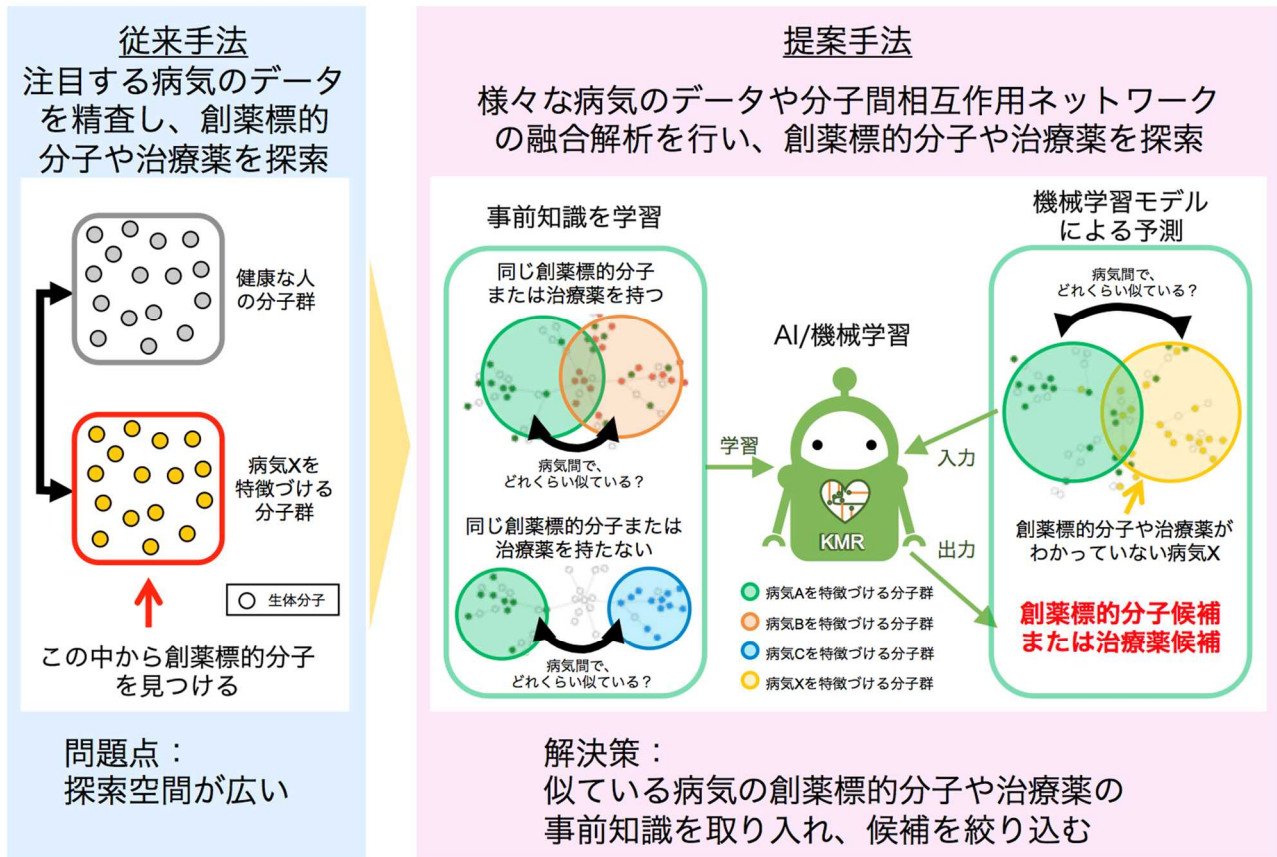 従来手法
注目する病気のデータ
を精査し、創薬標的
分子や治療薬を探索
健康な人
の分子群
病気Xを
特徴づける
分子群
生体分子
この中から創薬標的分子
を見つける
問題点：
探索空間が広い
提案手法
様々な病気のデータや分子間相互作用ネットワーク
の融合解析を行い、創薬標的分子や治療薬を探索
事前知識を学習
同じ創薬標的分子
または治療薬を持つ
病気間で、
どれくらい似ている？
同じ創薬標的分子または
治療薬を持たない
病気間で、
どれくらい似ている？
学習
AI/機械学習
KMR
病気Aを特徴づける分子群
病気Bを特徴づける分子群
病気Cを特徴づける分子群
病気Xを特徴づける分子群
入力
出力
機械学習モデル
による予測
病気間で、
どれくらい似ている？
創薬標的分子や治療薬が
わかっていない病気X
創薬標的分子候補
または治療薬候補
解決策：
似ている病気の創薬標的分子や治療薬の
事前知識を取り入れ、候補を絞り込む